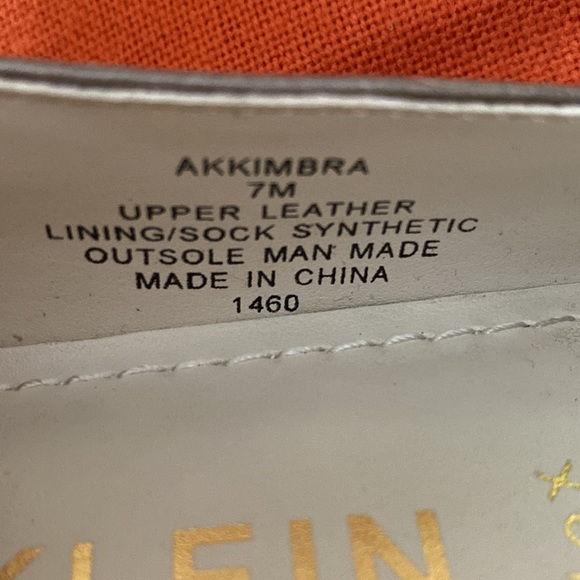 AKKIMBRA
7M
UPPER LEATHER
LINING/SOCK SYNTHETIC
OUTSOLE MAN MADE
MADE IN CHINA
1460
KLEIN